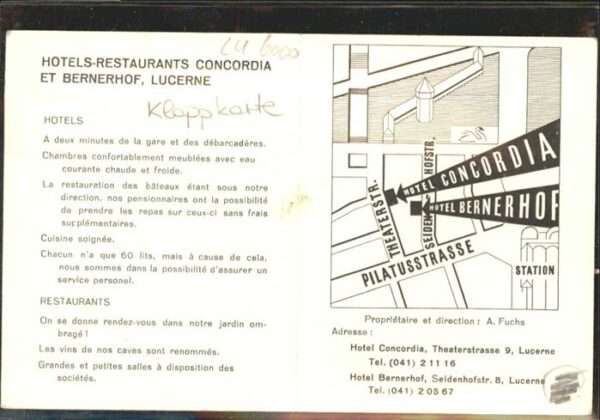 LU 6000
HOTELS-RESTAURANTS CONCORDIA
ET BERNERHOF, LUCERNE
Klappkarte
HOTELS
A deux minutes de la gare et des débarcadères.
Chambres confortablement meublées avec eau
courante chaude et froide.
La restauration des bâteaux étant sous notre
direction, nos pensionnaires ont la possibilité
de prendre les repas sur ceux-ci sans frais
supplémentaires.
Cuisine soignée.
Chacun n'a que 60 lits, mais à cause de cela,
nous sommes dans la possibilité d'assurer un
service personel.
RESTAURANTS
On se donne rendez-vous dans notre jardin om-
bragé!
Les vins de nos caves sont renommés.
Grandes et petites salles à disposition des
sociétés.
HOTEL CONCORDIA
HOTEL BERNERHOF
THEATERSTR.
SEIDENHOFSTR.
PILATUSSTRASSE
STATION
Propriétaire et direction: A. Fuchs
Adresse:
Hotel Concordia, Theaterstrasse 9, Lucerne
Tel. (041) 2 11 16
Hotel Bernerhof, Seidenhofstr. 8, Lucerne
Tel. (041) 2 05 67